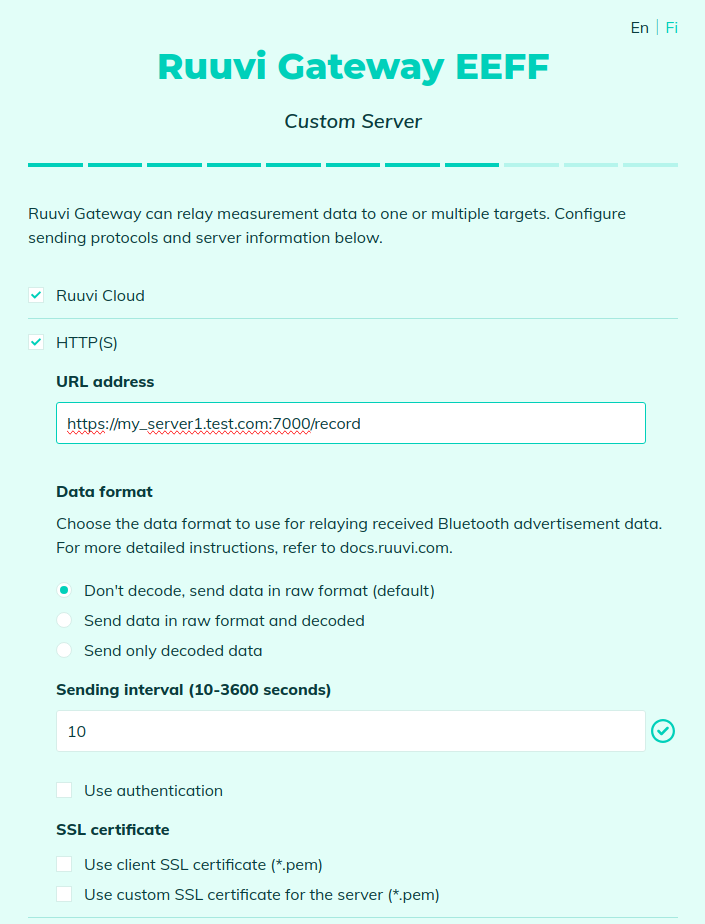 En | Fi
Ruuvi Gateway EEFF
Custom Server
Ruuvi Gateway can relay measurement data to one or multiple targets. Configure
sending protocols and server information below.
Ruuvi Cloud
HTTP(S)
URL address
https://my_server1.test.com:7000/record
Data format
Choose the data format to use for relaying received Bluetooth advertisement data.
For more detailed instructions, refer to docs.ruuvi.com.
Don't decode, send data in raw format (default)
Send data in raw format and decoded
Send only decoded data
Sending interval (10-3600 seconds)
10
Use authentication
SSL certificate
Use client SSL certificate (*.pem)
Use custom SSL certificate for the server (*.pem)